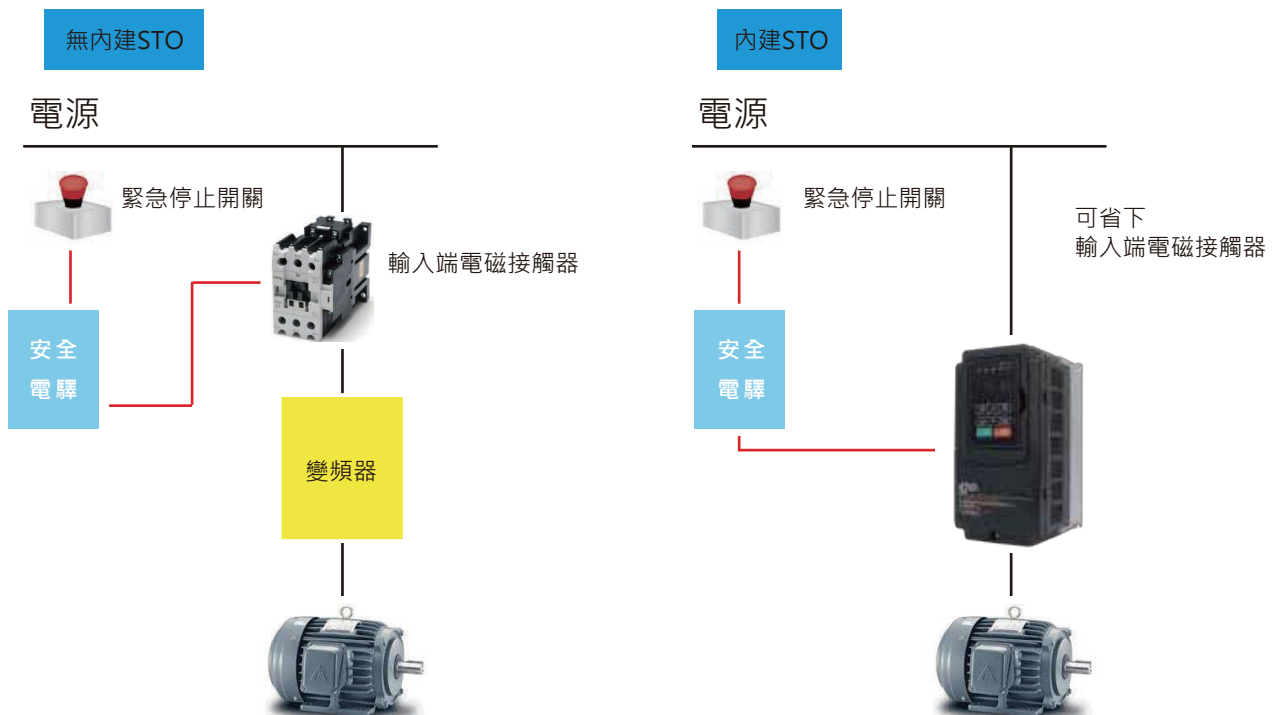 無內建STO
電源
緊急停止開關
輸入端電磁接觸器
安全
電驛
變頻器
內建STO
電源
緊急停止開關
可省下
輸入端電磁接觸器
安全
電驛